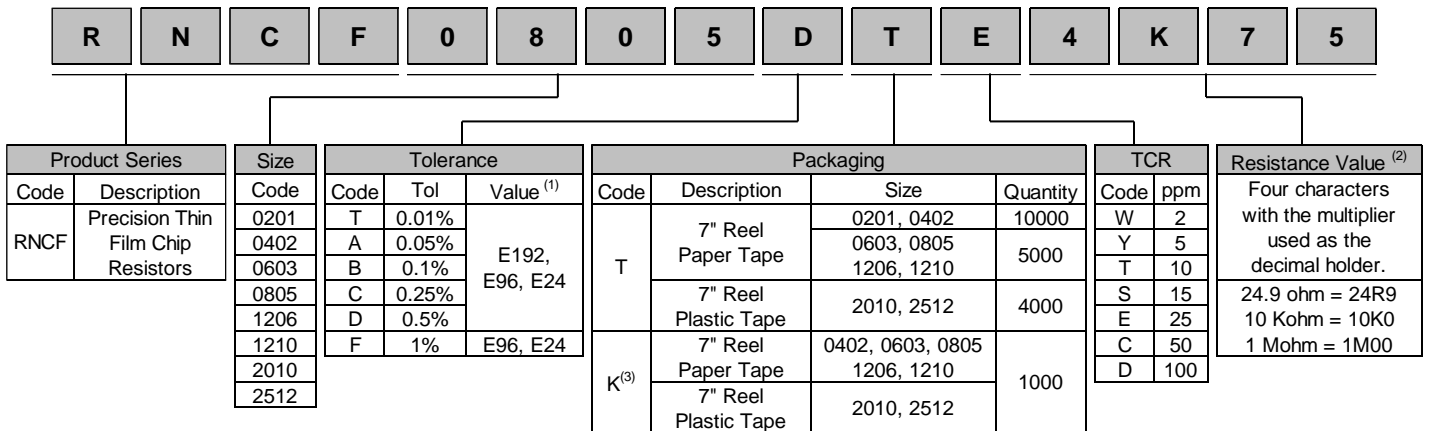 R N C F 0 8 0 5 D T E 4 K 7 5
Product Series
Code Description
RNCF Precision Thin Film Chip Resistors
Size
Code
0201
0402
0603
0805
1206
1210
2010
2512
Tolerance
Code Tol Value (1)
T 0.01% E192, E96, E24
A 0.05%
B 0.1%
C 0.25%
D 0.5%
F 1% E96, E24
Packaging
Code Description Size Quantity
T 7" Reel Paper Tape 0201, 0402 10000
0603, 0805
1206, 1210 5000
7" Reel
Plastic Tape 2010, 2512 4000
K(3) 7" Reel Paper Tape 0402, 0603, 0805
1206, 1210 1000
7" Reel
Plastic Tape 2010, 2512
TCR
Code ppm
W 2
Y 5
T 10
S 15
E 25
C 50
D 100
Resistance Value (2)
Four characters
with the multiplier
used as the
decimal holder.
24.9 ohm = 24R9
10 Kohm = 10K0
1 Mohm = 1M00